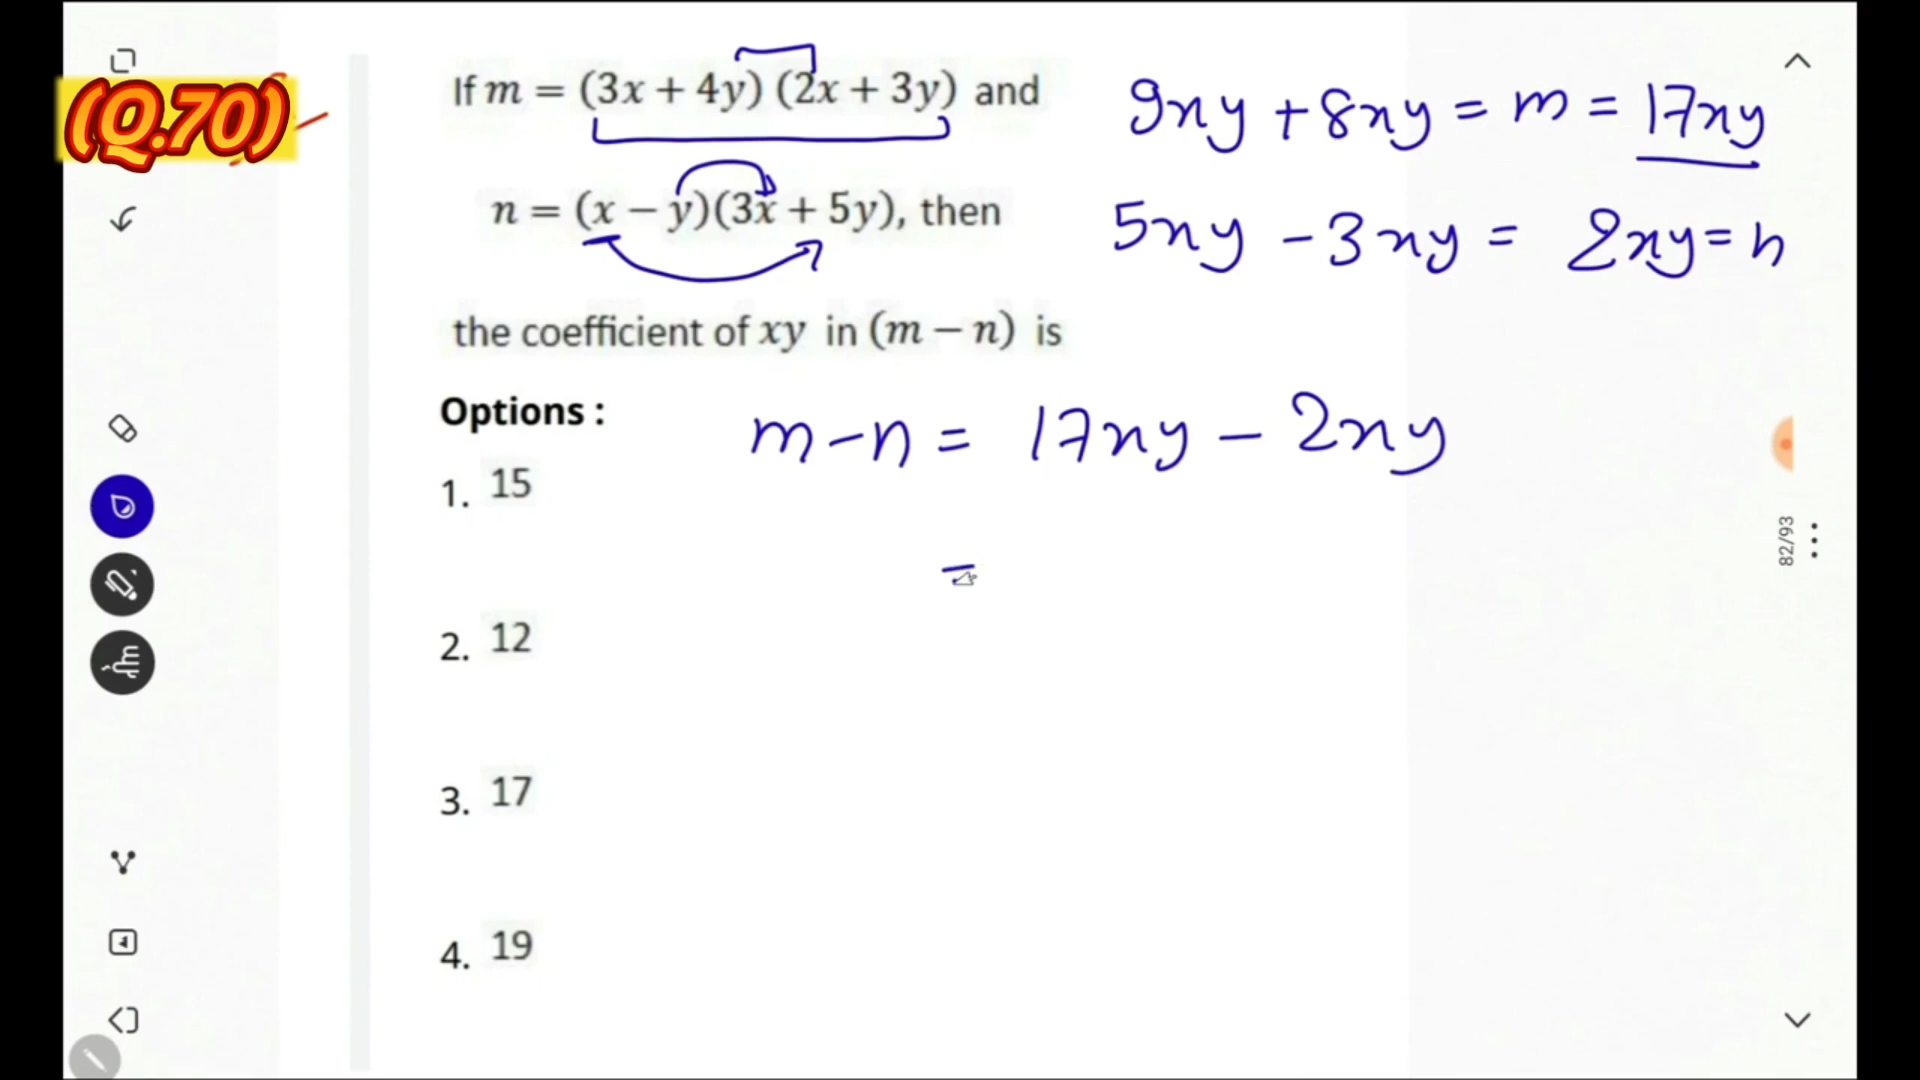 (Q.70)
If m = (3x + 4y) (2x + 3y) and
9xy + 8xy = m = 17xy
n = (x − y)(3x + 5y), then
5xy − 3xy = 2xy = n
the coefficient of xy in (m − n) is
Options :
m − n = 17xy − 2xy
1. 15
2. 12
3. 17
4. 19
82/93